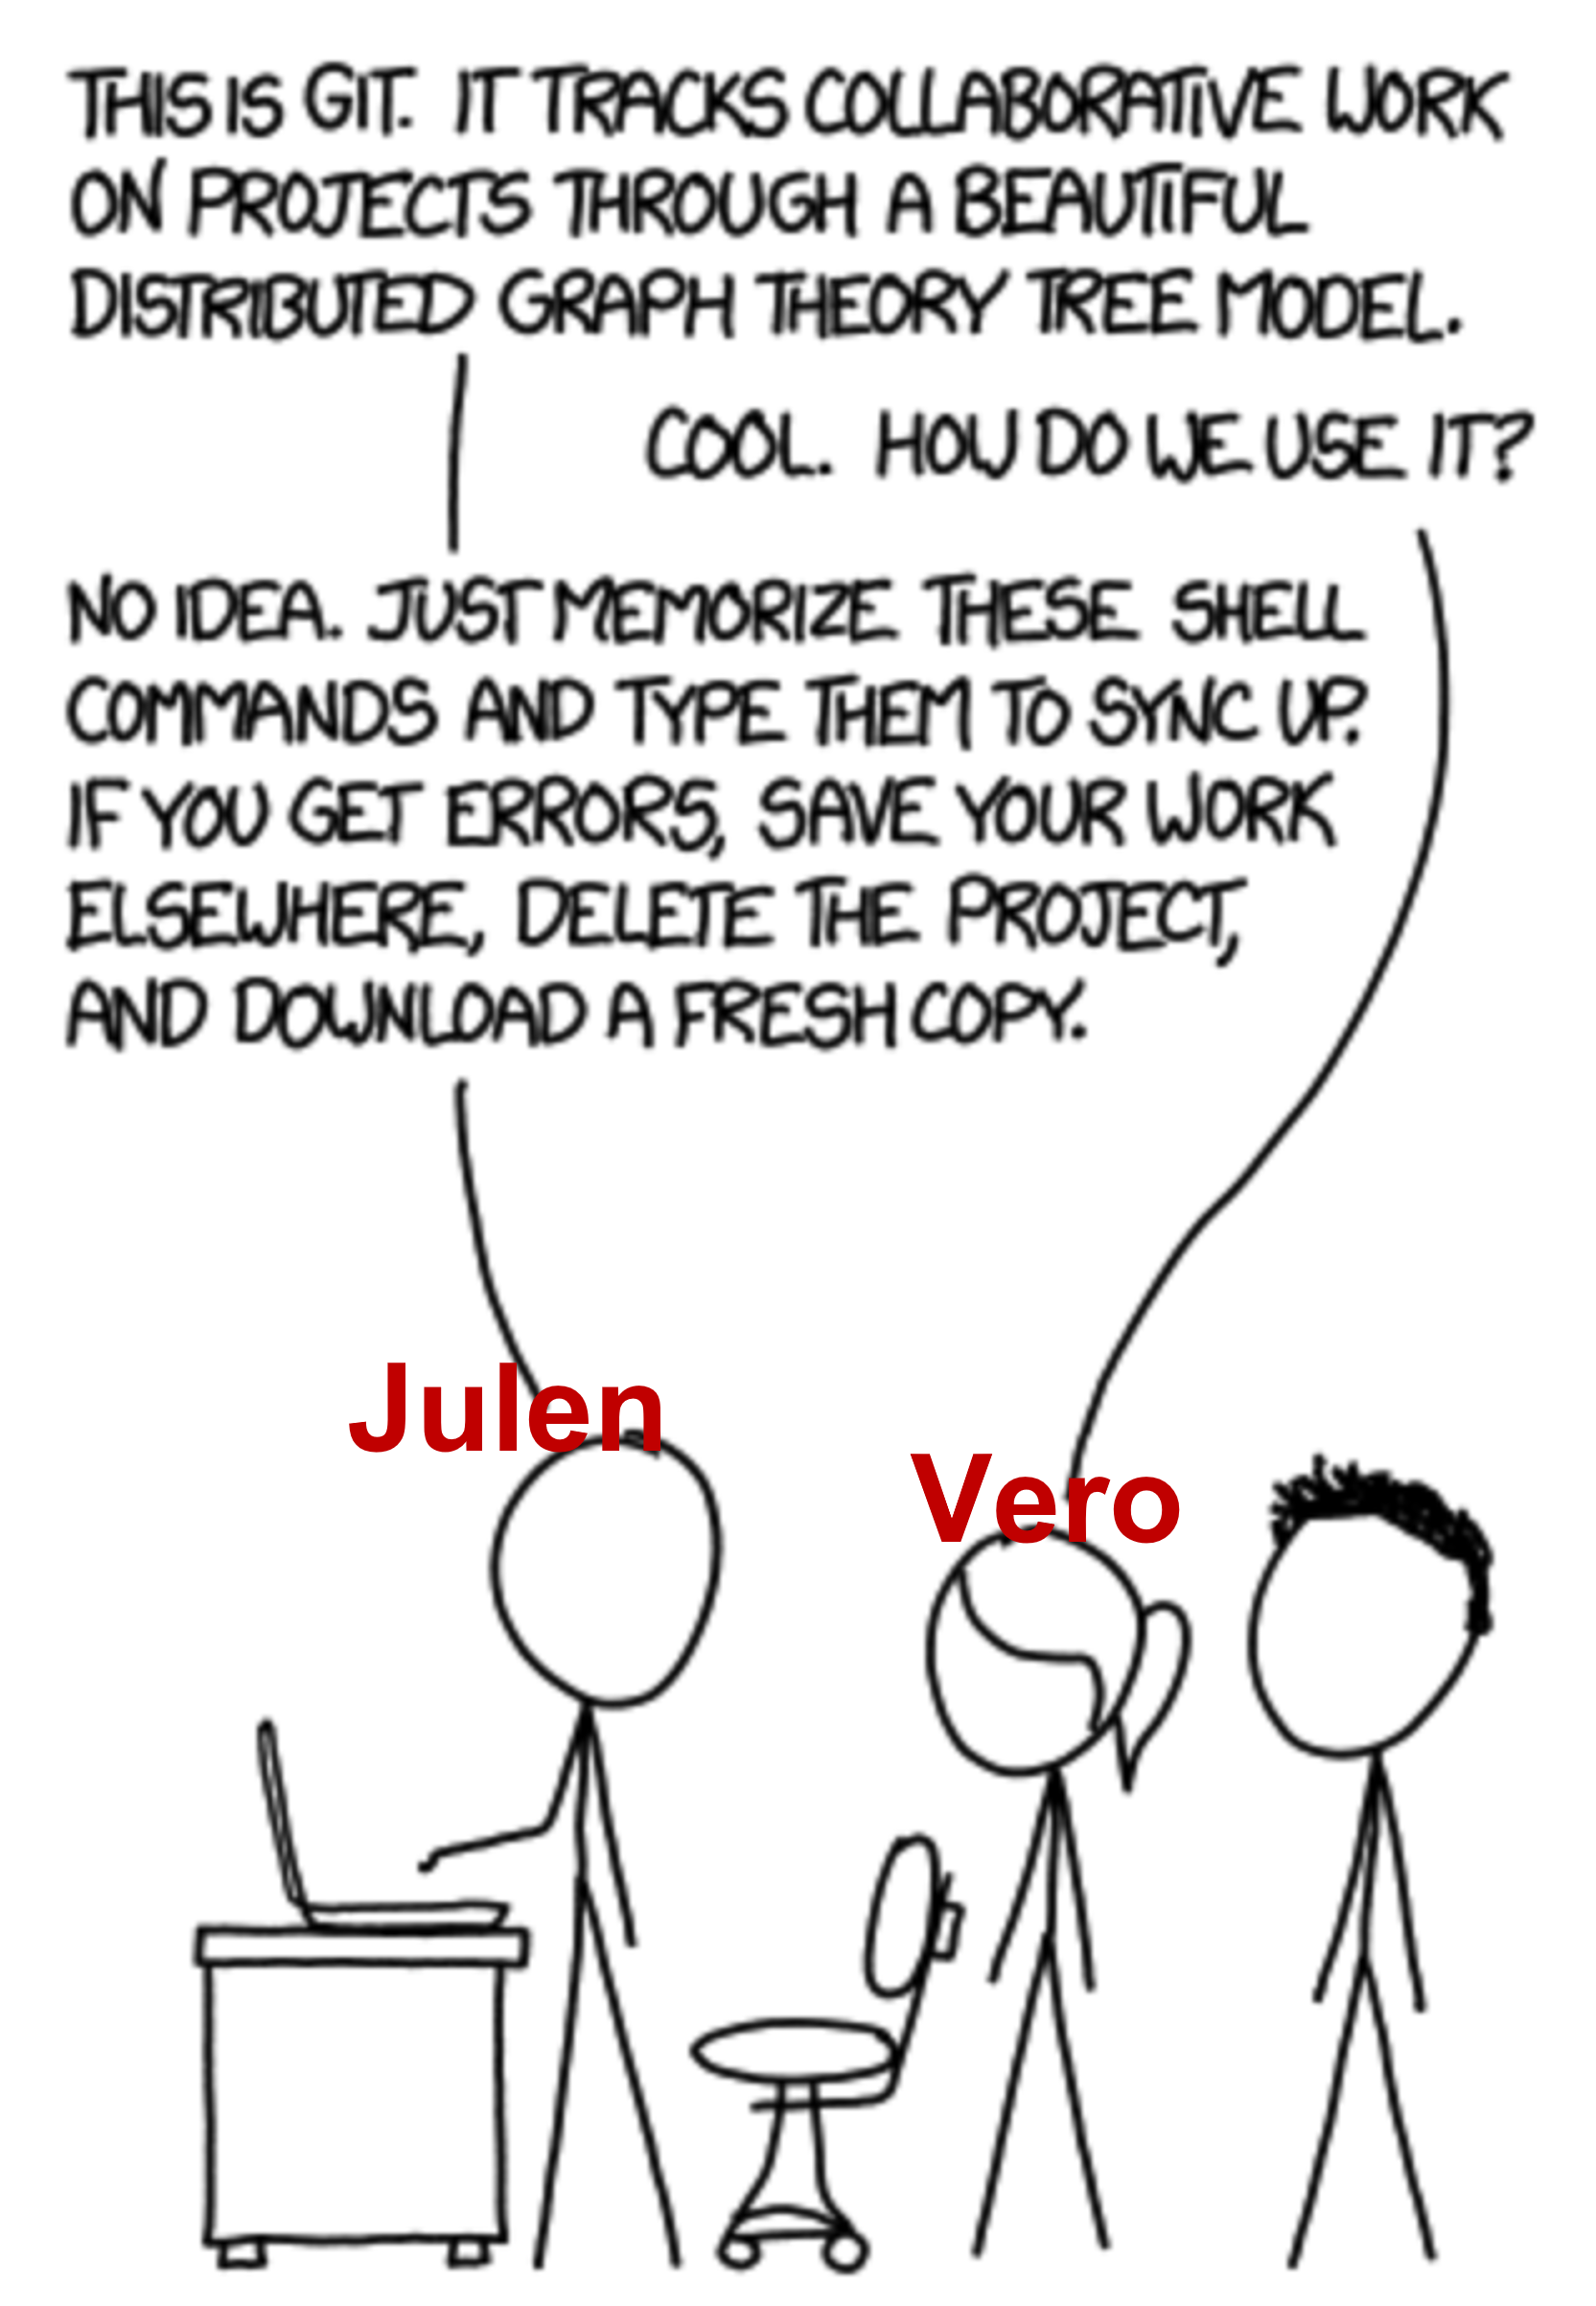 THIS IS GIT. IT TRACKS COLLABORATIVE WORK
ON PROJECTS THROUGH A BEAUTIFUL
DISTRIBUTED GRAPH THEORY TREE MODEL.
COOL. HOW DO WE USE IT?
NO IDEA. JUST MEMORIZE THESE SHELL
COMMANDS AND TYPE THEM TO SYNC UP.
IF YOU GET ERRORS, SAVE YOUR WORK
ELSEWHERE, DELETE THE PROJECT,
AND DOWNLOAD A FRESH COPY.
Julen
Vero